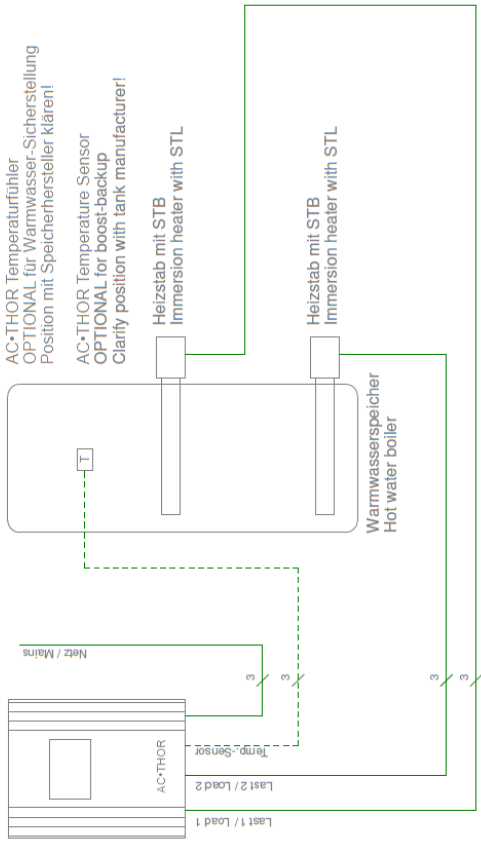 AC•THOR Temperaturfühler
OPTIONAL für Warmwasser-Sicherstellung
Position mit Speicherhersteller klären!
AC•THOR Temperature Sensor
OPTIONAL for boost-backup
Clarify position with tank manufacturer!
Heizstab mit STB
Immersion heater with STL
Heizstab mit STB
Immersion heater with STL
T
Warmwasserspeicher
Hot water boiler
Netz / Mains
3
3
3
3
AC•THOR
Temp.-Sensor
Last 2 / Load 2
Last 1 / Load 1